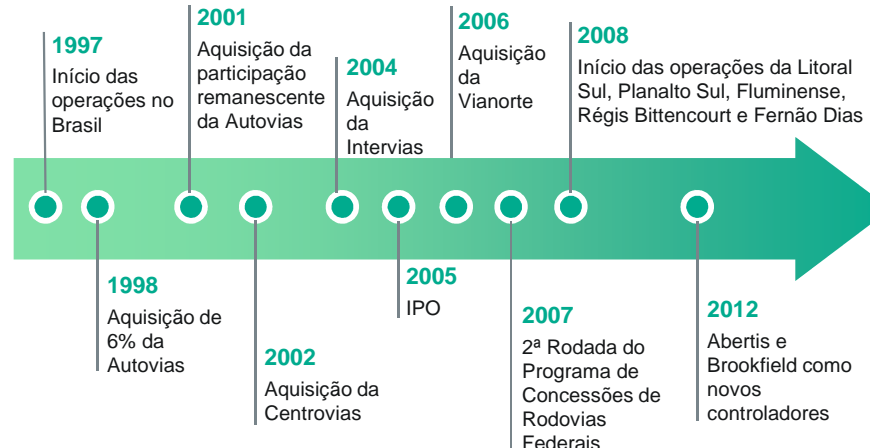 1997
Início das
operações no
Brasil
2001
Aquisição da
participação
remanescente
da Autovias
2004
Aquisição
da
Intervias
2006
Aquisição
da
Vianorte
2008
Início das operações da Litoral
Sul, Planalto Sul, Fluminense,
Régis Bittencourt e Fernão Dias
1998
Aquisição de
6% da
Autovias
2002
Aquisição da
Centrovias
2005
IPO
2007
2ª Rodada do
Programa de
Concessões de
Rodovias
Federais
2012
Abertis e
Brookfield como
novos
controladores